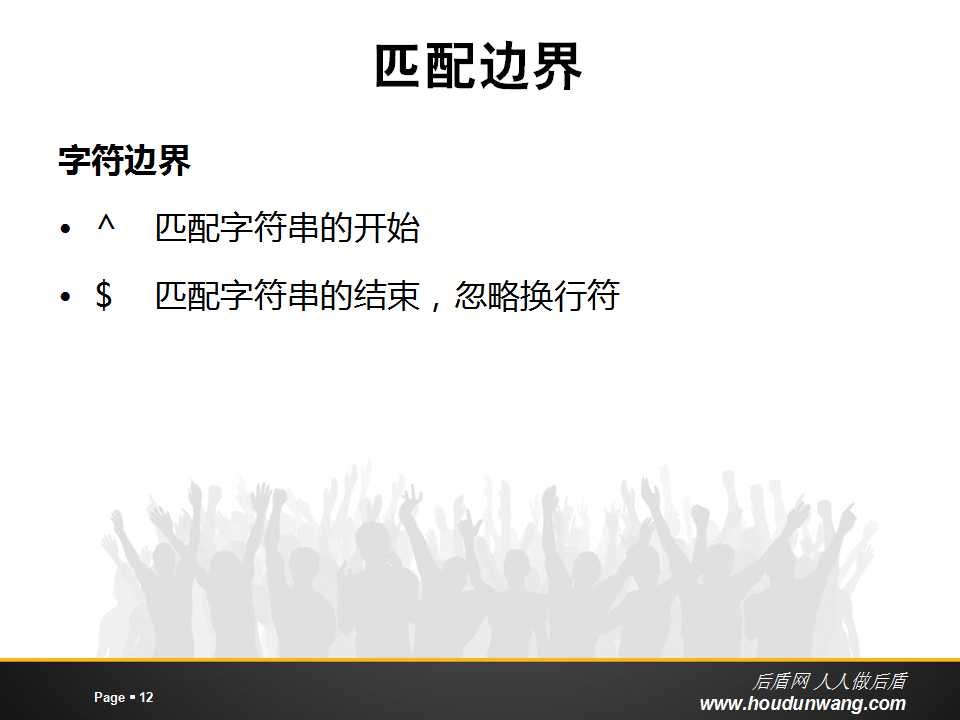 匹配边界
字符边界
• ^ 匹配字符串的开始
• $ 匹配字符串的结束，忽略换行符
后盾网 人人做后盾
Page ▪ 12
www.houdunwang.com